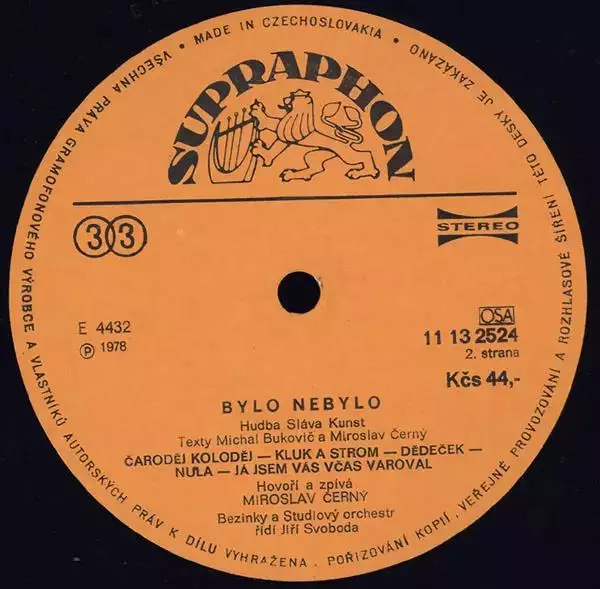 VŠECHNA PRÁVA GRAMOFONOVÉHO VÝROBCE A VLASTNÍKŮ AUTORSKÝCH PRÁV K DÍLU VYHRAŽENA. POŘIZOVÁNÍ KOPIÍ, VEŘEJNÉ PROVOZOVÁNÍ A ROZHLASOVÉ ŠÍŘENÍ TÉTO DESKY JE ZAKÁZÁNO
• MADE IN CZECHOSLOVAKIA •
SUPRAPHON
33
STEREO
E 4432
OSA
Ⓟ 1978
11 13 2524
2. strana
Kčs 44,-
BYLO NEBYLO
Hudba Sláva Kunst
Texty Michal Bukovič a Miroslav Černý
ČARODĚJ KOLODĚJ — KLUK A STROM — DĚDEČEK —
NULA — JÁ JSEM VÁS VČAS VAROVAL
Hovoří a zpívá
MIROSLAV ČERNÝ
Bezinky a Studiový orchestr
řídí Jiří Svoboda